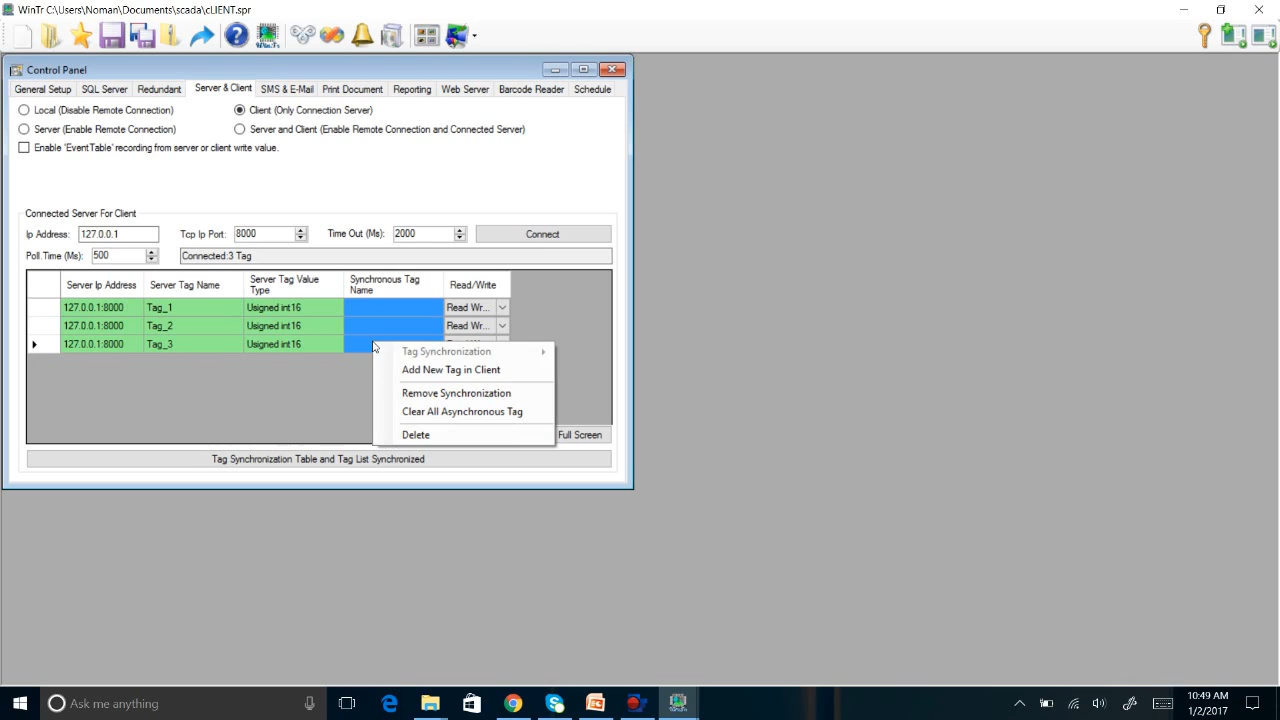 WinTr C:\Users\Noman\Documents\scada\cLIENT.spr
WinTr
Control Panel
General Setup SQL Server Redundant Server & Client SMS & E-Mail Print Document Reporting Web Server Barcode Reader Schedule
Local (Disable Remote Connection) Client (Only Connection Server)
Server (Enable Remote Connection) Server and Client (Enable Remote Connection and Connected Server)
Enable 'EventTable' recording from server or client write value.
Connected Server For Client
Ip Address: 127.0.0.1 Tcp Ip Port: 8000 Time Out (Ms): 2000 Connect
Poll.Time (Ms): 500 Connected:3 Tag
Server Ip Address Server Tag Name Server Tag Value Type Synchronous Tag Name Read/Write
127.0.0.1:8000 Tag_1 Usigned int16 Read Wr...
127.0.0.1:8000 Tag_2 Usigned int16 Read Wr...
127.0.0.1:8000 Tag_3 Usigned int16
Tag Synchronization
Add New Tag in Client
Remove Synchronization
Clear All Asynchronous Tag
Delete
Full Screen
Tag Synchronization Table and Tag List Synchronized
Ask me anything
10:49 AM
1/2/2017